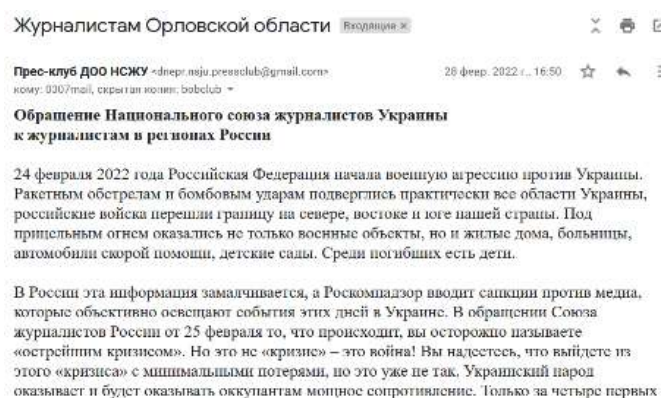 Журналистам Орловской области Входящие ×
Прес-клуб ДОО НСЖУ <dnepr.nsju.pressclub@gmail.com> 28 февр. 2022 г., 16:50
кому: 0307mail, скрытая копия: bobclub
Обращение Национального союза журналистов Украины
к журналистам в регионах России
24 февраля 2022 года Российская Федерация начала военную агрессию против Украины.
Ракетным обстрелам и бомбовым ударам подверглись практически все области Украины,
российские войска перешли границу на севере, востоке и юге нашей страны. Под
прицельным огнем оказались не только военные объекты, но и жилые дома, больницы,
автомобили скорой помощи, детские сады. Среди погибших есть дети.
В России эта информация замалчивается, а Роскомнадзор вводит санкции против медиа,
которые объективно освещают события этих дней в Украине. В обращении Союза
журналистов России от 25 февраля то, что происходит, вы осторожно называете
«острейшим кризисом». Но это не «кризис» – это война! Вы надеетесь, что выйдете из
этого «кризиса» с минимальными потерями, но это уже не так. Украинский народ
оказывает и будет оказывать оккупантам мощное сопротивление. Только за четыре первых